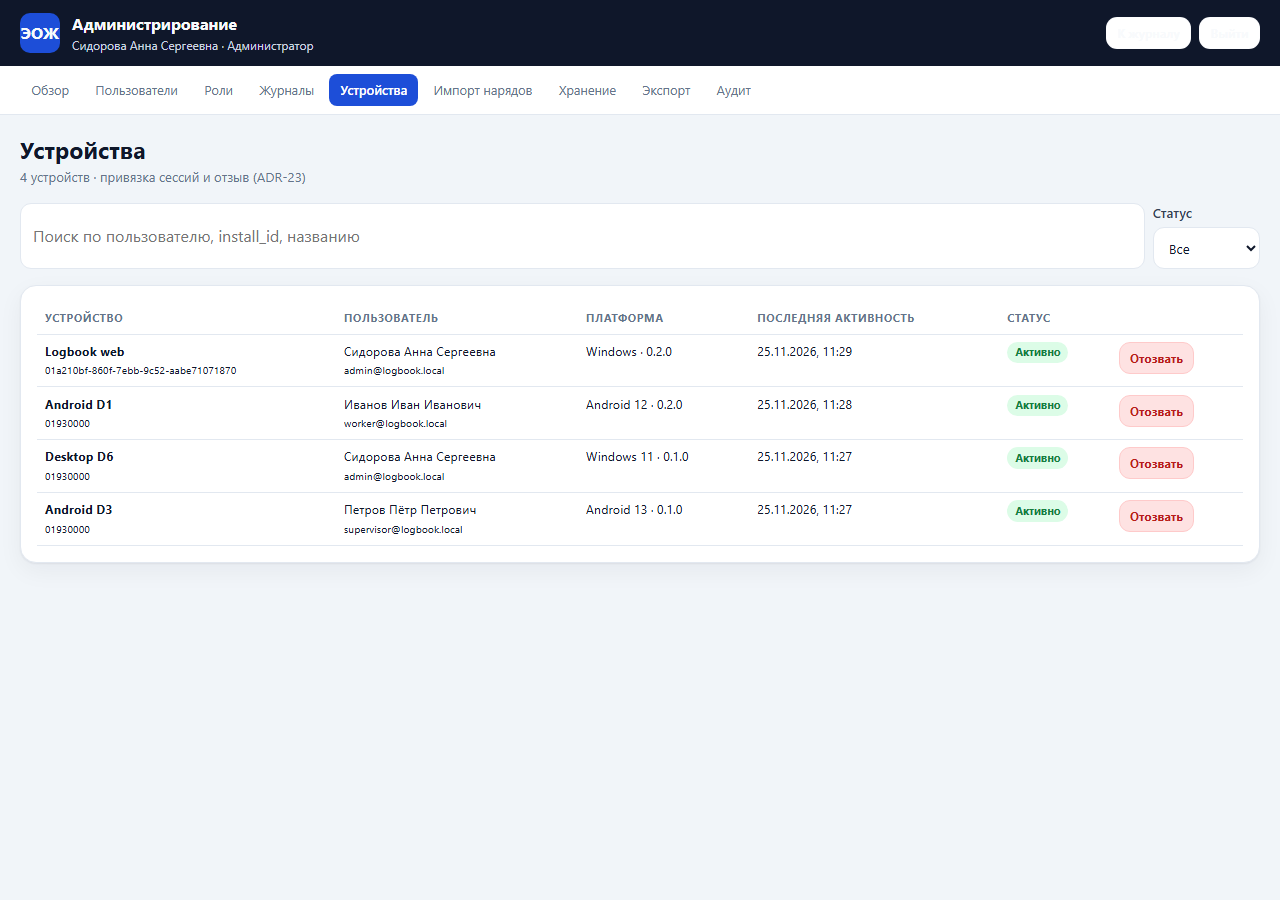 ЭОЖ
Администрирование
Сидорова Анна Сергеевна · Администратор
Обзор
Пользователи
Роли
Журналы
Устройства
Импорт нарядов
Хранение
Экспорт
Аудит
Устройства
4 устройств · привязка сессий и отзыв (ADR-23)
Поиск по пользователю, install_id, названию
Статус
Все
УСТРОЙСТВО ПОЛЬЗОВАТЕЛЬ ПЛАТФОРМА ПОСЛЕДНЯЯ АКТИВНОСТЬ СТАТУС
Logbook web Сидорова Анна Сергеевна Windows · 0.2.0 25.11.2026, 11:29 Активно Отозвать
01a210bf-860f-7ebb-9c52-aabe71071870 admin@logbook.local
Android D1 Иванов Иван Иванович Android 12 · 0.2.0 25.11.2026, 11:28 Активно Отозвать
01930000 worker@logbook.local
Desktop D6 Сидорова Анна Сергеевна Windows 11 · 0.1.0 25.11.2026, 11:27 Активно Отозвать
01930000 admin@logbook.local
Android D3 Петров Пётр Петрович Android 13 · 0.1.0 25.11.2026, 11:27 Активно Отозвать
01930000 supervisor@logbook.local